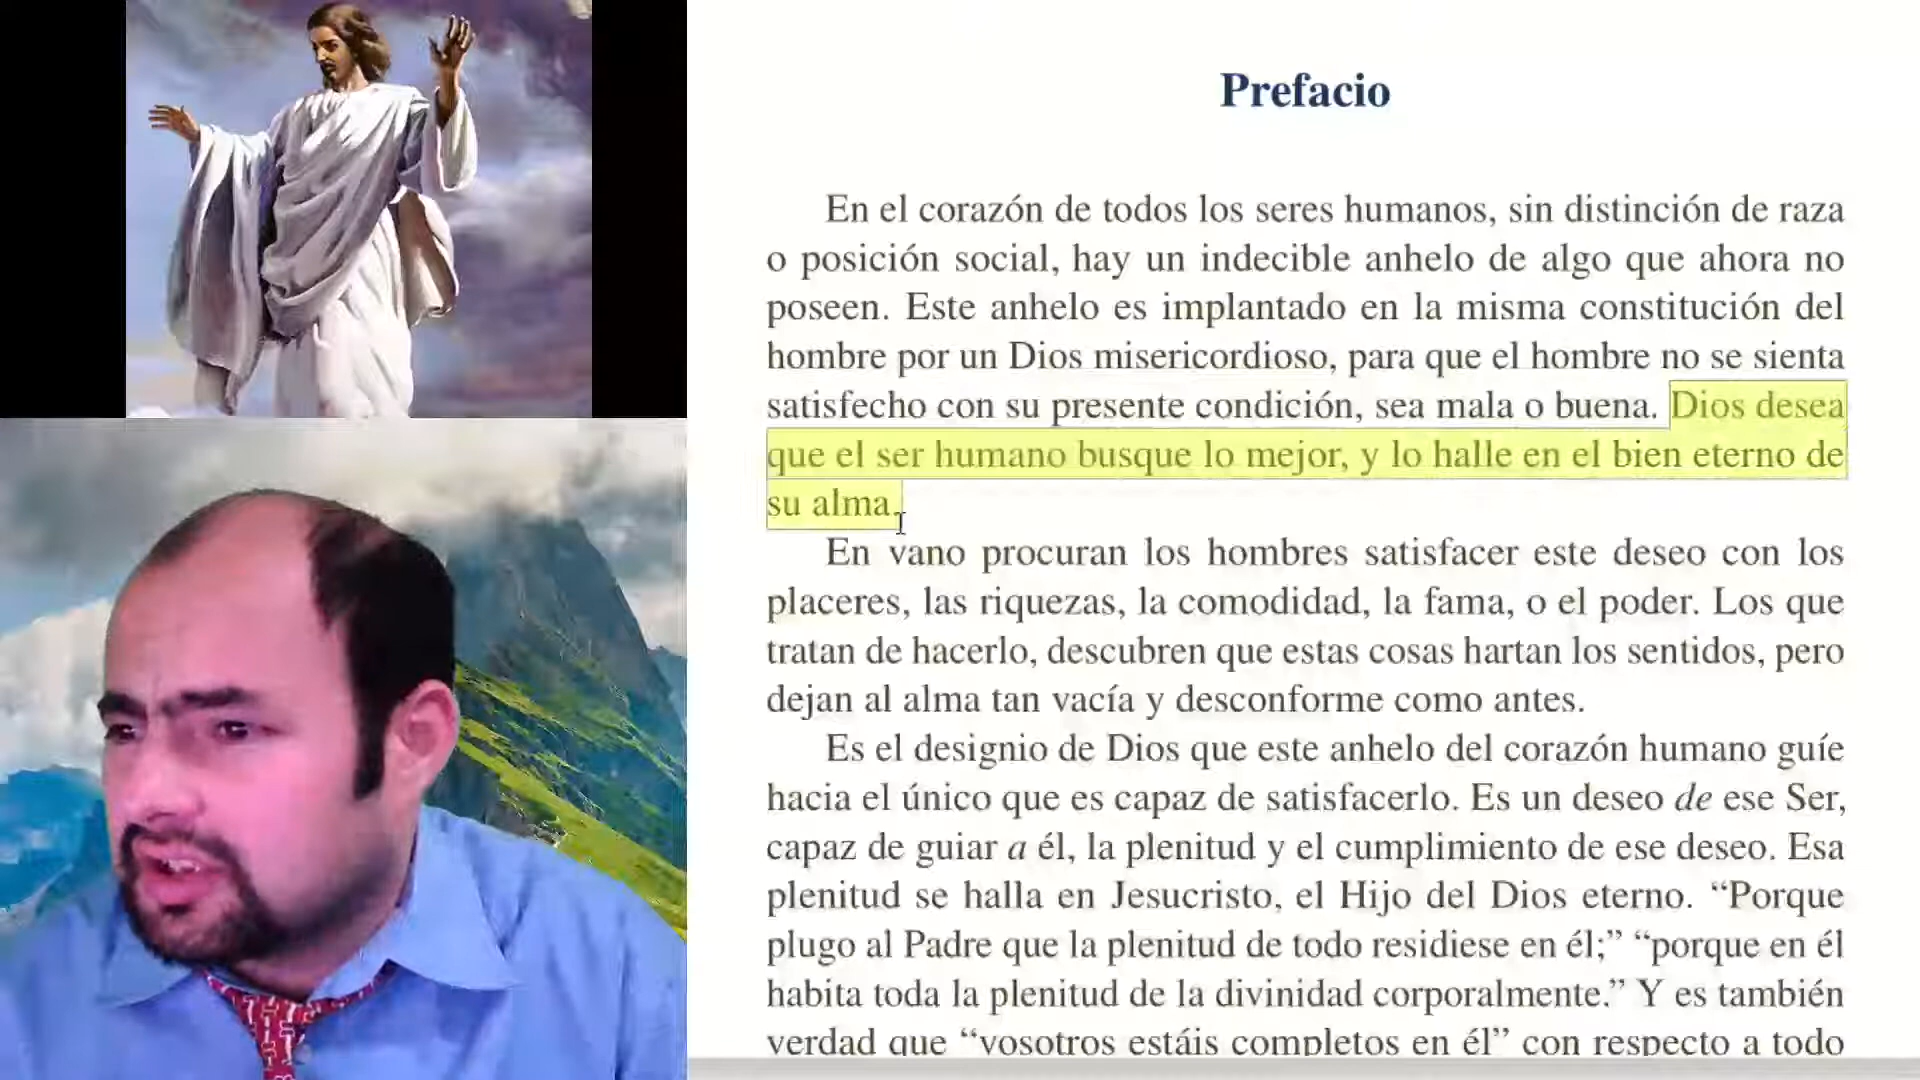 Prefacio
En el corazón de todos los seres humanos, sin distinción de raza
o posición social, hay un indecible anhelo de algo que ahora no
poseen. Este anhelo es implantado en la misma constitución del
hombre por un Dios misericordioso, para que el hombre no se sienta
satisfecho con su presente condición, sea mala o buena. Dios desea
que el ser humano busque lo mejor, y lo halle en el bien eterno de
su alma.
En vano procuran los hombres satisfacer este deseo con los
placeres, las riquezas, la comodidad, la fama, o el poder. Los que
tratan de hacerlo, descubren que estas cosas hartan los sentidos, pero
dejan al alma tan vacía y desconforme como antes.
Es el designio de Dios que este anhelo del corazón humano guíe
hacia el único que es capaz de satisfacerlo. Es un deseo de ese Ser,
capaz de guiar a él, la plenitud y el cumplimiento de ese deseo. Esa
plenitud se halla en Jesucristo, el Hijo del Dios eterno. “Porque
plugo al Padre que la plenitud de todo residiese en él;” “porque en él
habita toda la plenitud de la divinidad corporalmente.” Y es también
verdad que “vosotros estáis completos en él” con respecto a todo